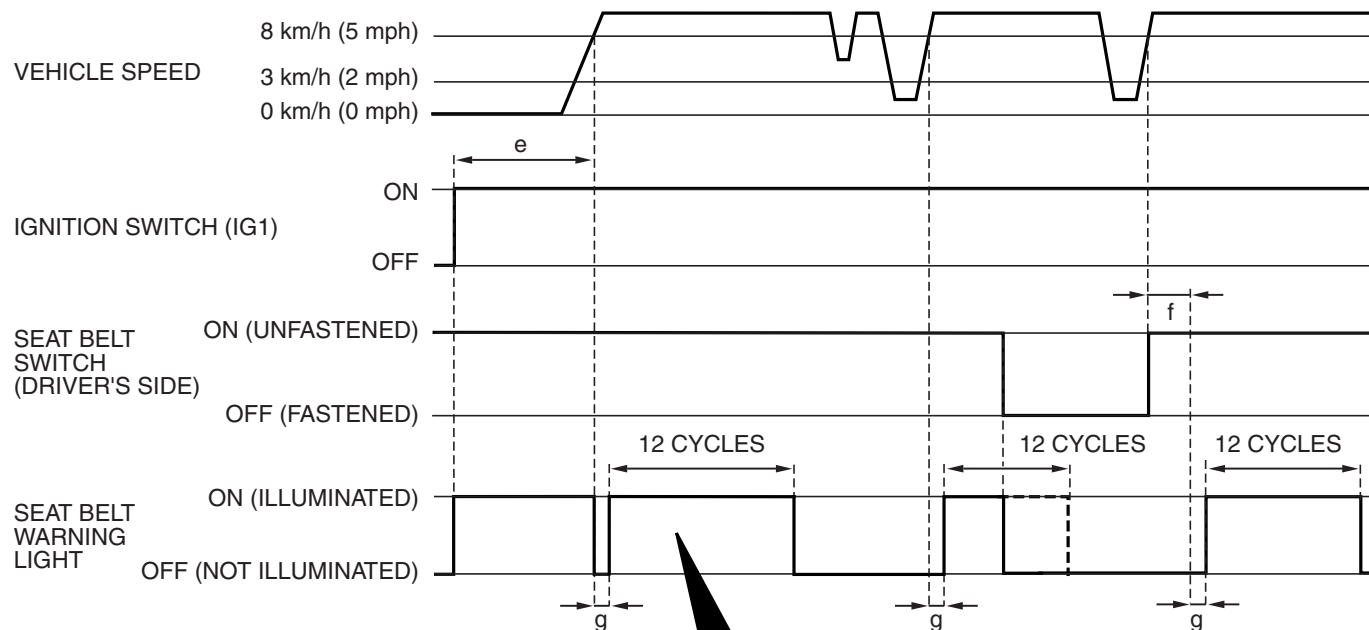 8 km/h (5 mph)
VEHICLE SPEED
3 km/h (2 mph)
0 km/h (0 mph)
e
ON
IGNITION SWITCH (IG1)
OFF
f
ON (UNFASTENED)
SEAT BELT
SWITCH
(DRIVER'S SIDE)
OFF (FASTENED)
12 CYCLES
12 CYCLES
12 CYCLES
ON (ILLUMINATED)
SEAT BELT
WARNING
LIGHT
OFF (NOT ILLUMINATED)
g
g
g